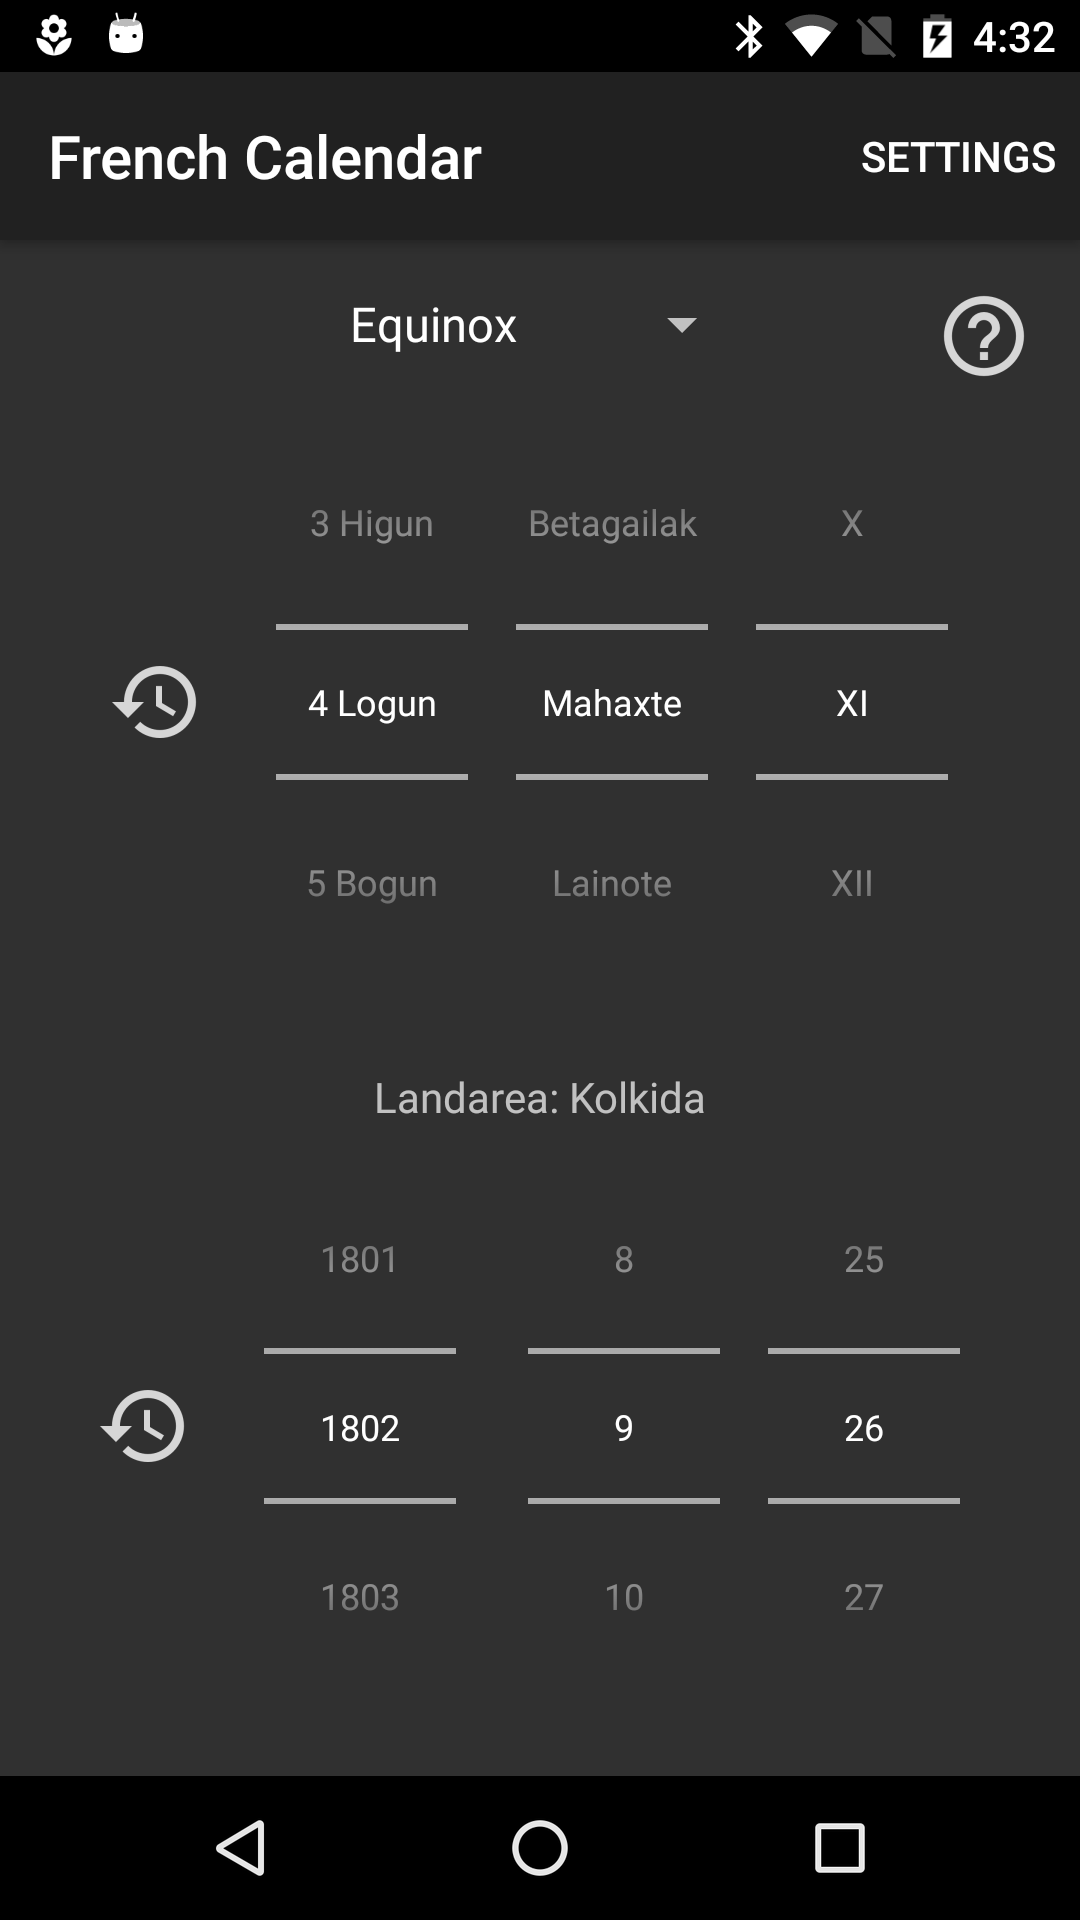 4:32
French Calendar SETTINGS
Equinox
3 Higun Betagailak X
4 Logun Mahaxte XI
5 Bogun Lainote XII
Landarea: Kolkida
1801 8 25
1802 9 26
1803 10 27